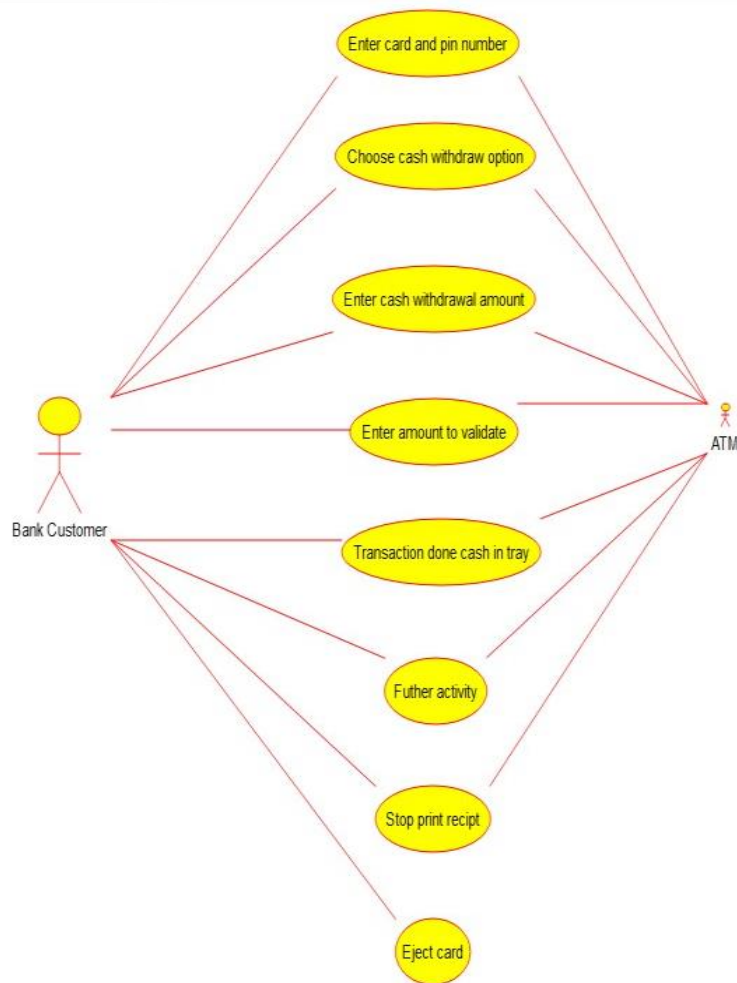 Enter card and pin number
Choose cash withdraw option
Enter cash withdrawal amount
Enter amount to validate
ATM
Bank Customer
Transaction done cash in tray
Futher activity
Stop print recipt
Eject card